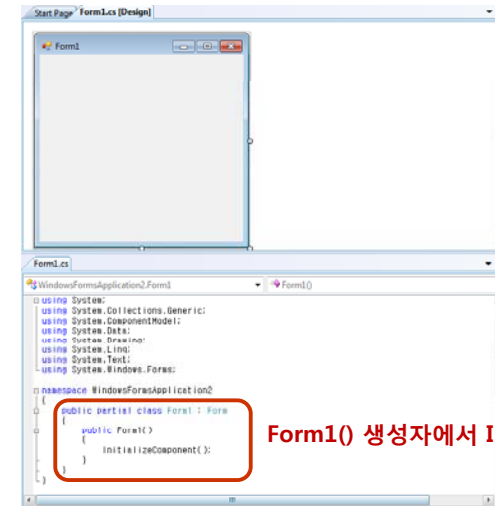 Start Page Form1.cs [Design]
Form1
Form1.cs
WindowsFormsApplication2.Form1 Form1()
using System;
using System.Collections.Generic;
using System.ComponentModel;
using System.Data;
using System.Drawing;
using System.Linq;
using System.Text;
using System.Windows.Forms;
namespace WindowsFormsApplication2
{
public partial class Form1 : Form
{
public Form1()
{
InitializeComponent();
}
}
}
Form1() 생성자에서 I